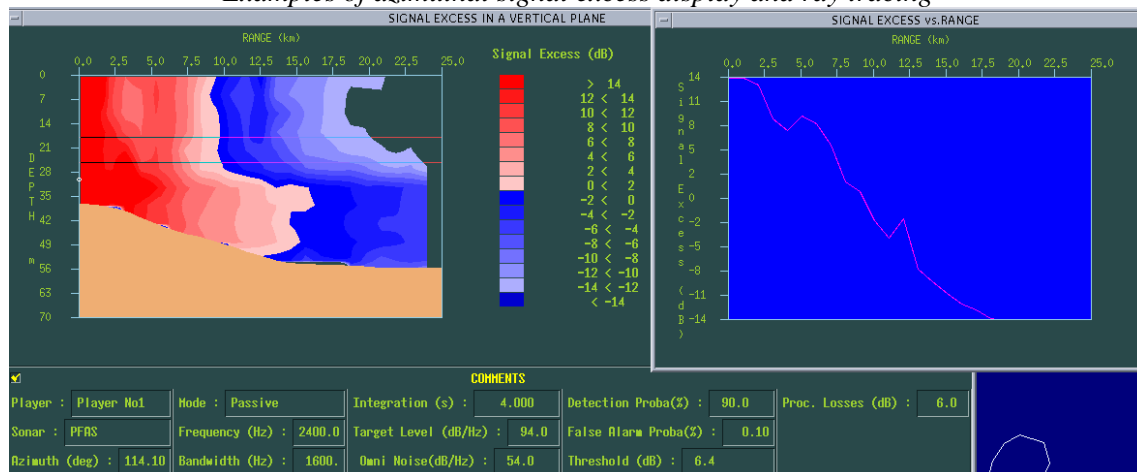 Examples of azimuthal signal excess display and ray tracing
SIGNAL EXCESS IN A VERTICAL PLANE
RANGE (km)
0.0 2.5 5.0 7.5 10.0 12.5 15.0 17.5 20.0 22.5 25.0
0
7
14
21
28
35
42
49
56
63
70
DEPTH m
Signal Excess (dB)
> 14
12 < 14
10 < 12
8 < 10
6 < 8
4 < 6
2 < 4
0 < 2
-2 < 0
-4 < -2
-6 < -4
-8 < -6
-10 < -8
-12 < -10
-14 < -12
< -14
SIGNAL EXCESS vs.RANGE
RANGE (km)
0.0 2.5 5.0 7.5 10.0 12.5 15.0 17.5 20.0 22.5 25.0
14
11
8
5
2
0
-2
-5
-8
-11
-14
Signal Excess (dB)
COMMENTS
Player : Player No1 Mode : Passive Integration (s) : 4.000 Detection Proba(%) : 90.0 Proc. Losses (dB) : 6.0
Sonar : PFAS Frequency (Hz) : 2400.0 Target Level (dB/Hz) : 94.0 False Alarm Proba(%) : 0.10
Azimuth (deg) : 114.10 Bandwidth (Hz) : 1600. Omni Noise(dB/Hz) : 54.0 Threshold (dB) : 6.4